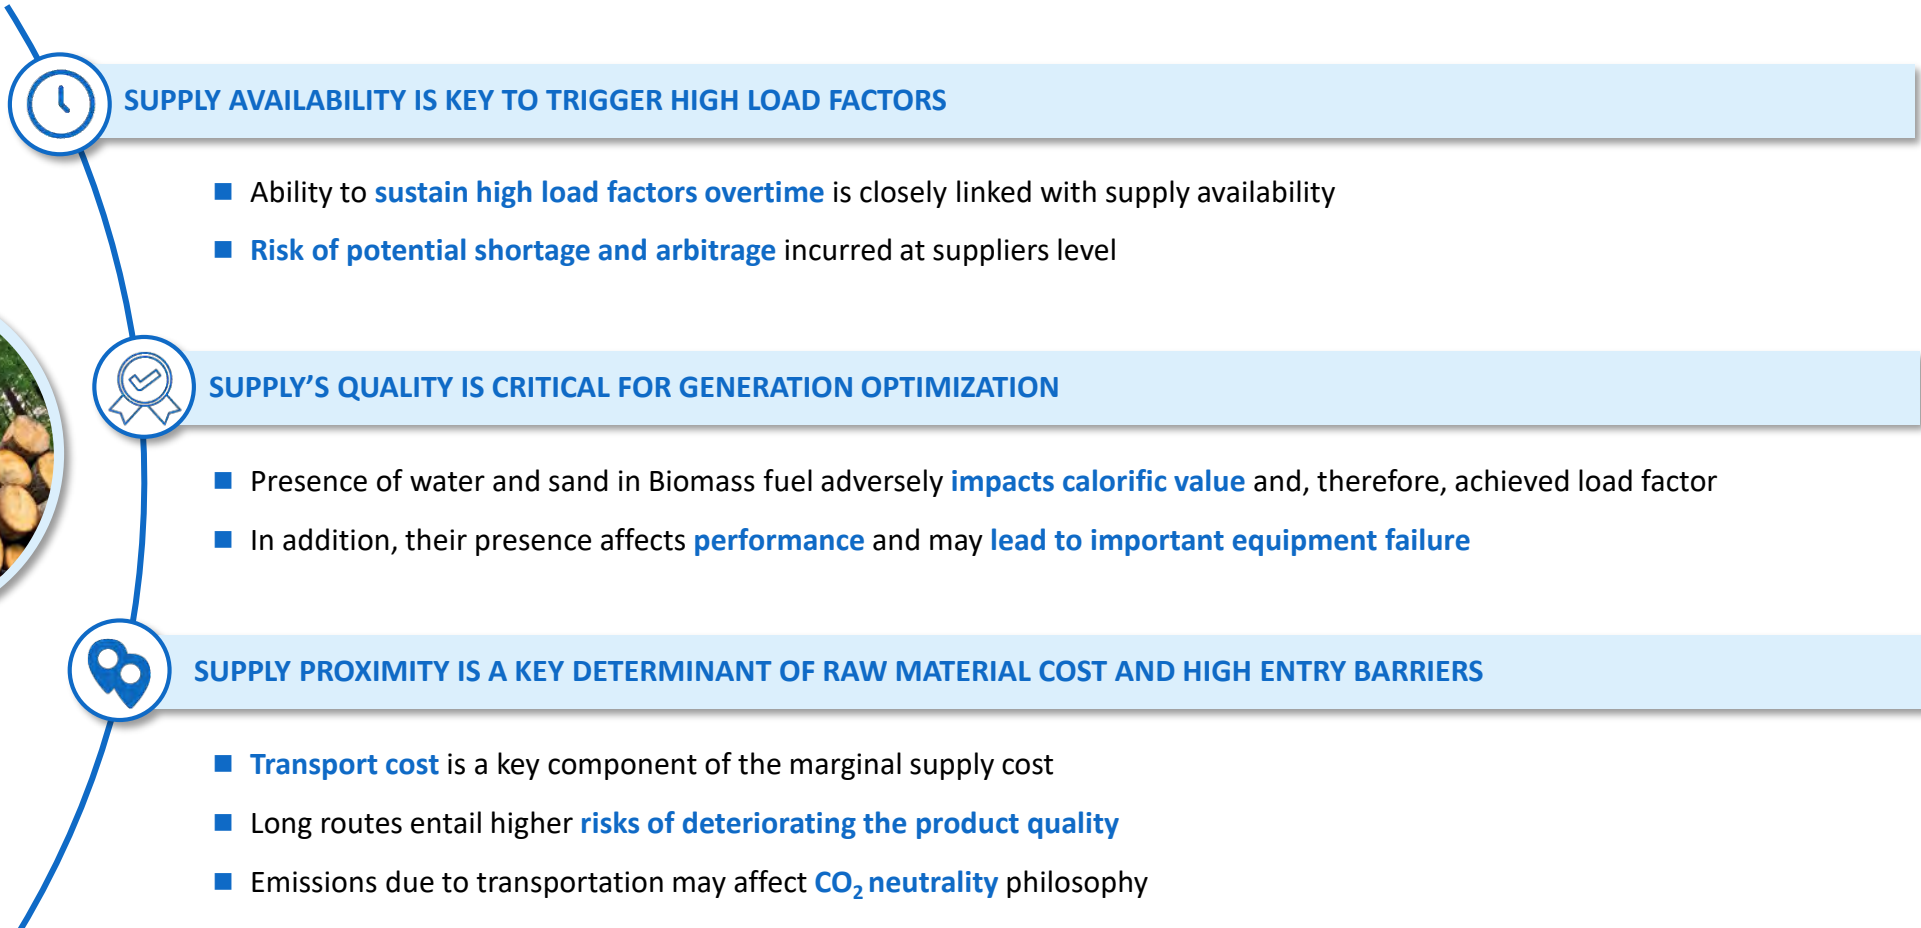 SUPPLY AVAILABILITY IS KEY TO TRIGGER HIGH LOAD FACTORS
■ Ability to sustain high load factors overtime is closely linked with supply availability
■ Risk of potential shortage and arbitrage incurred at suppliers level
SUPPLY’S QUALITY IS CRITICAL FOR GENERATION OPTIMIZATION
■ Presence of water and sand in Biomass fuel adversely impacts calorific value and, therefore, achieved load factor
■ In addition, their presence affects performance and may lead to important equipment failure
SUPPLY PROXIMITY IS A KEY DETERMINANT OF RAW MATERIAL COST AND HIGH ENTRY BARRIERS
■ Transport cost is a key component of the marginal supply cost
■ Long routes entail higher risks of deteriorating the product quality
■ Emissions due to transportation may affect CO₂ neutrality philosophy